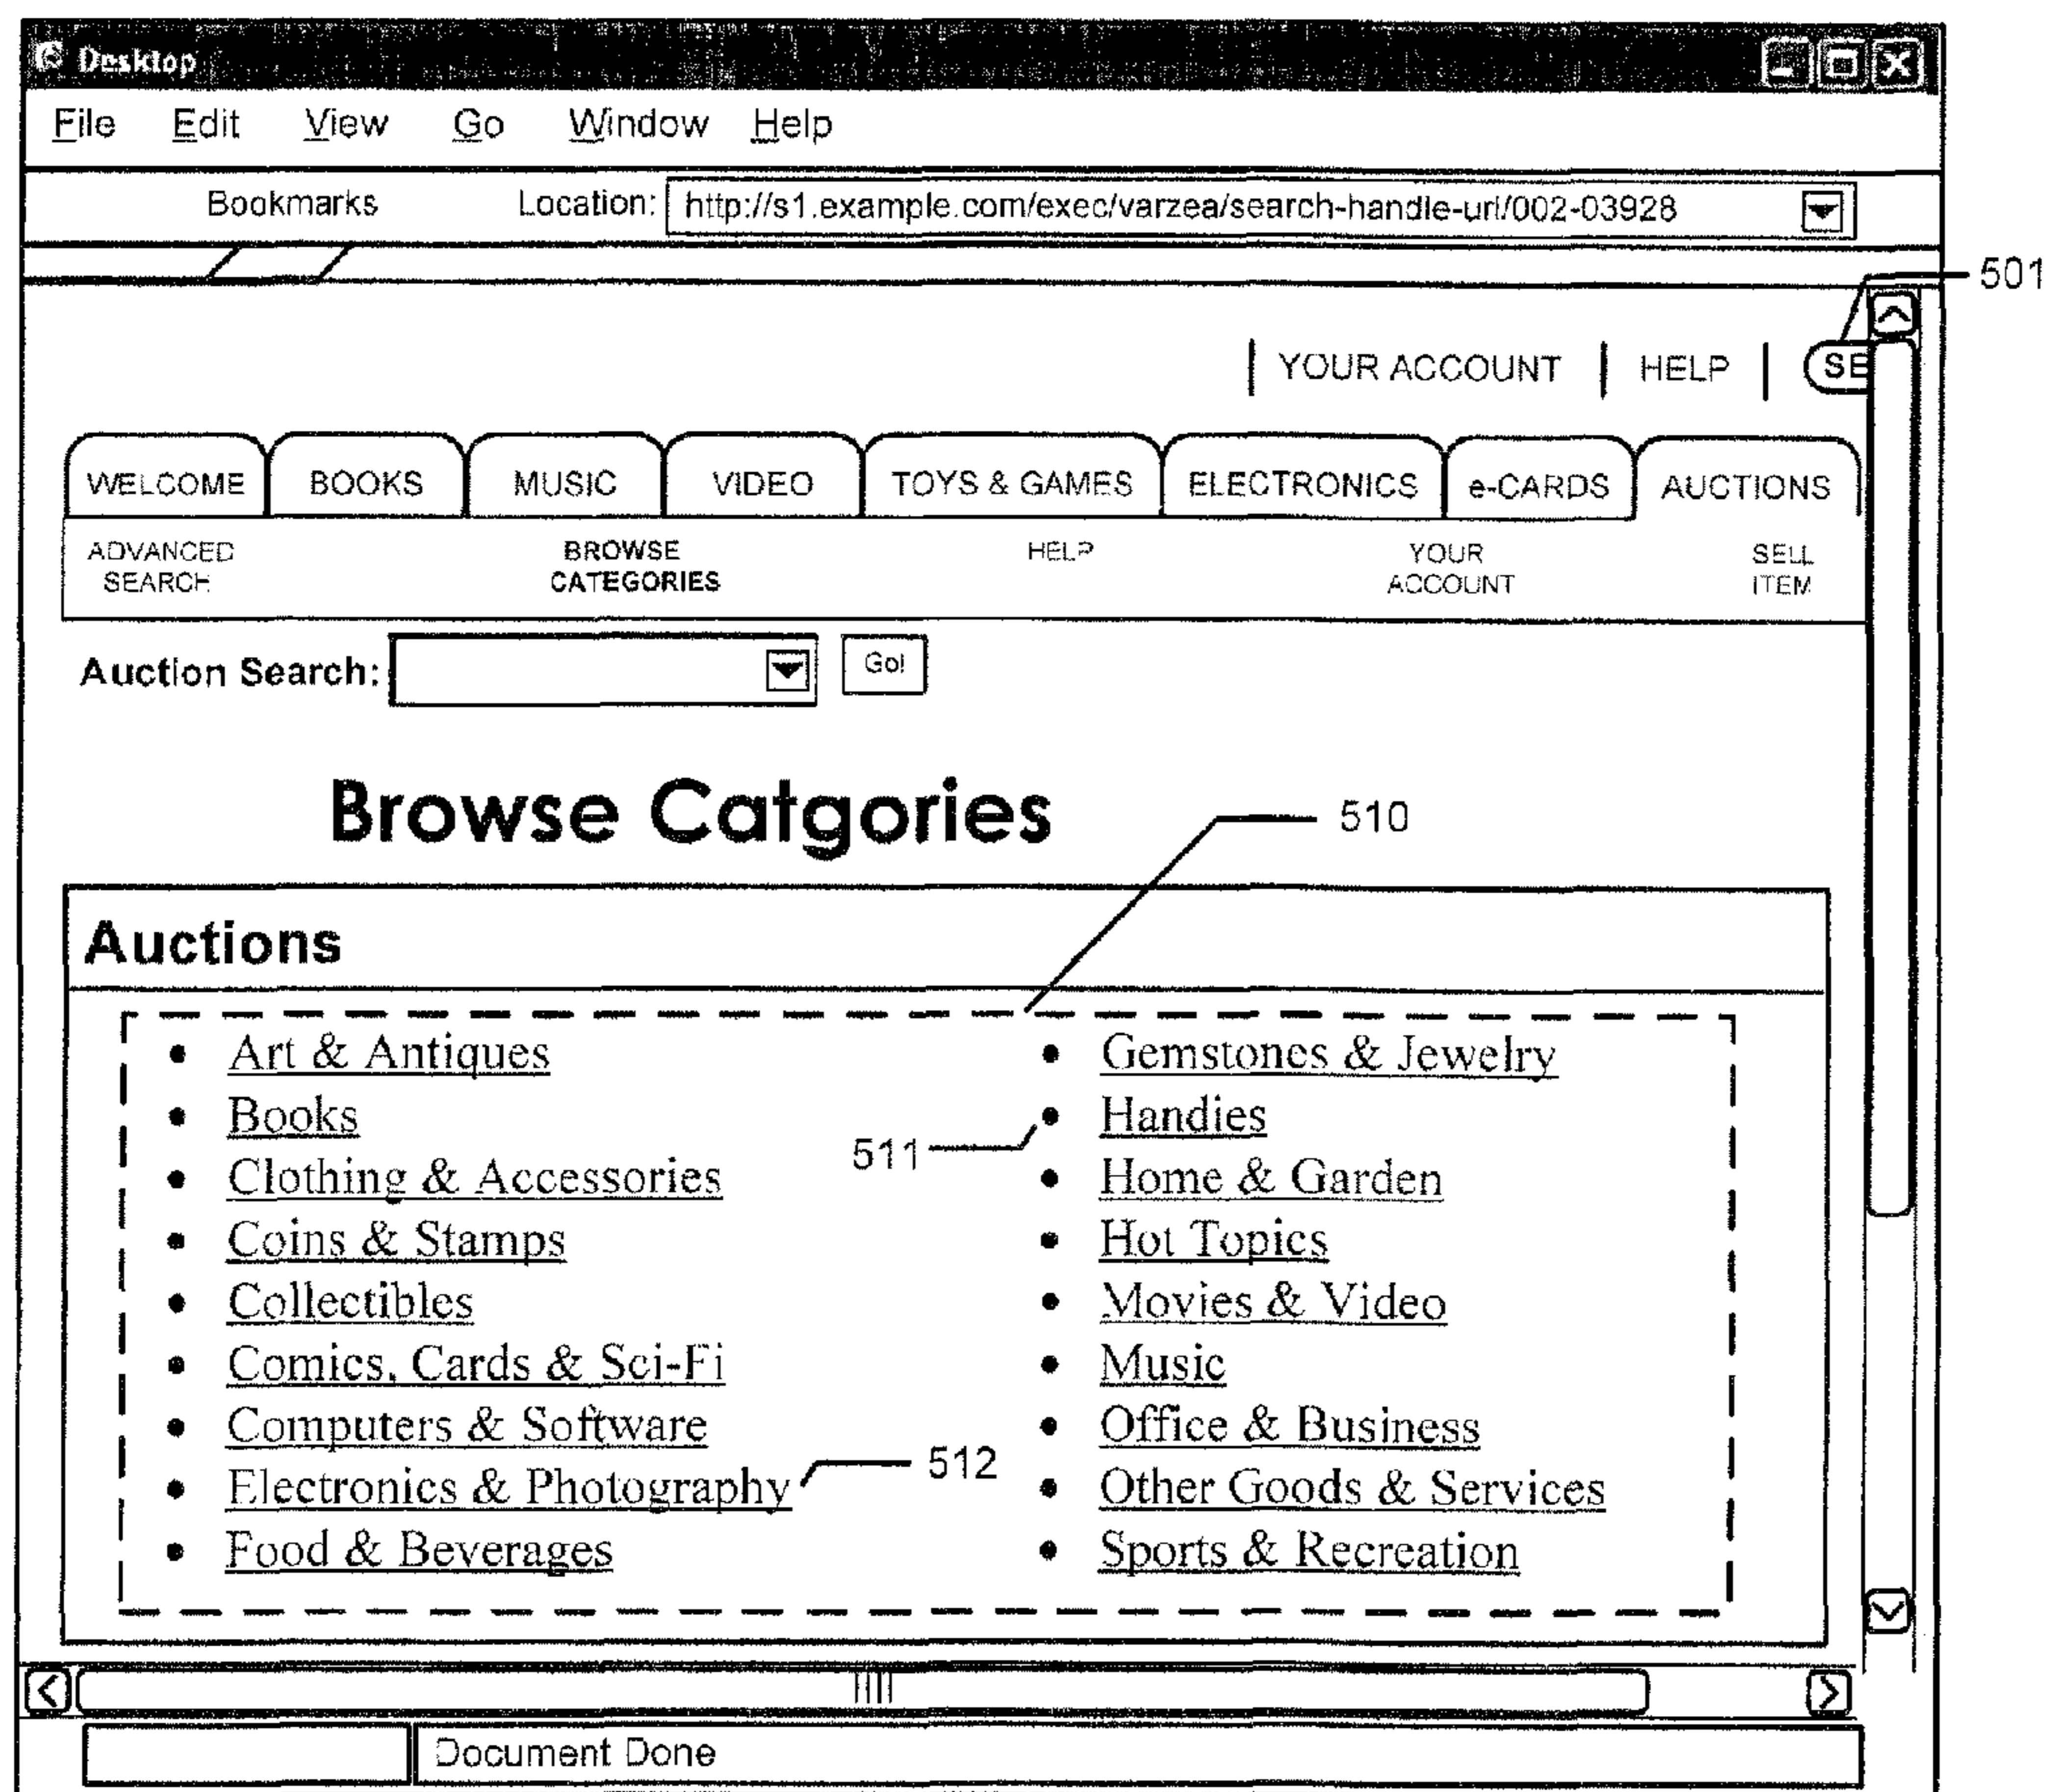 Desktop
File Edit View Go Window Help
Bookmarks Location: http://s1.example.com/exec/varzea/search-handle-url/002-03928
501
YOUR ACCOUNT | HELP | SE
WELCOME BOOKS MUSIC VIDEO TOYS & GAMES ELECTRONICS e-CARDS AUCTIONS
ADVANCED SEARCH BROWSE CATEGORIES HELP YOUR ACCOUNT SELL ITEM
Auction Search: Go!
Browse Catgories
510
Auctions
• Art & Antiques
• Books
• Clothing & Accessories
• Coins & Stamps
• Collectibles
• Comics, Cards & Sci-Fi
• Computers & Software
• Electronics & Photography
512
• Food & Beverages
• Gemstones & Jewelry
• Handies
511
• Home & Garden
• Hot Topics
• Movies & Video
• Music
• Office & Business
• Other Goods & Services
• Sports & Recreation
Document Done